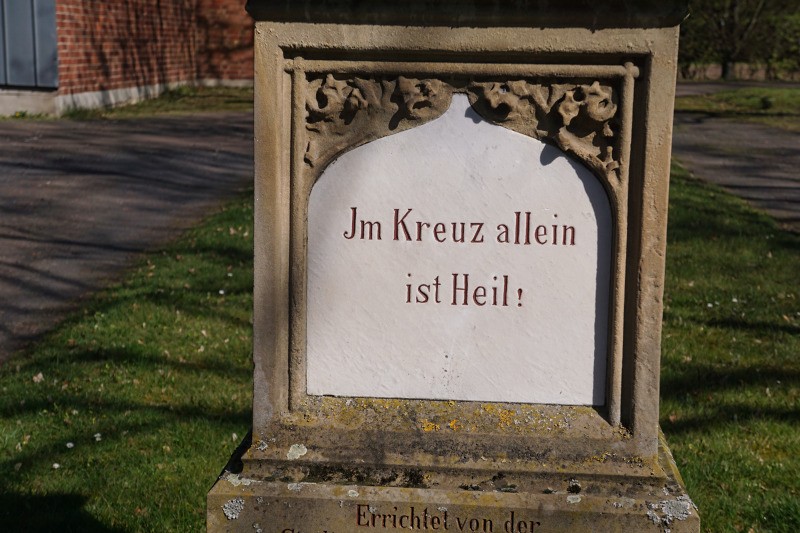 Jm Kreuz allein
ist Heil!
Errichtet von der